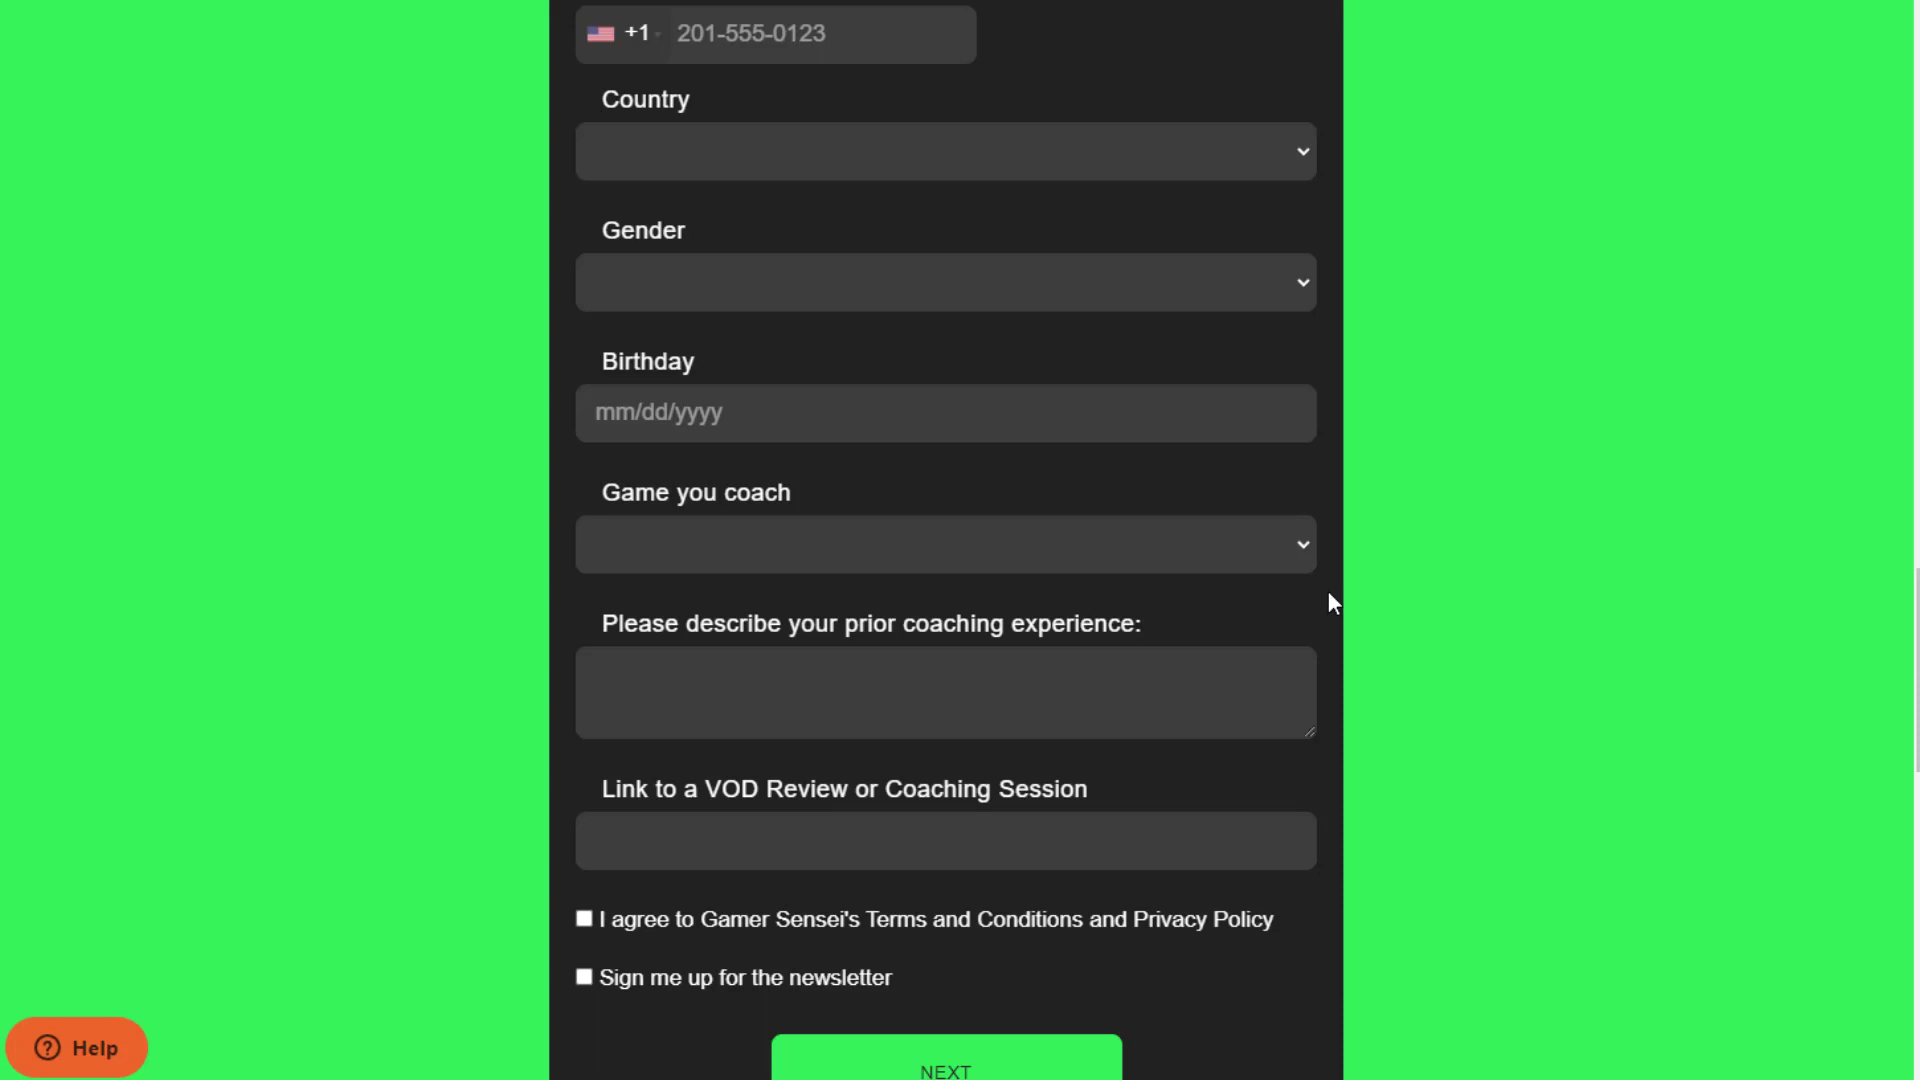 +1 201-555-0123
Country
Gender
Birthday
mm/dd/yyyy
Game you coach
Please describe your prior coaching experience:
Link to a VOD Review or Coaching Session
I agree to Gamer Sensei's Terms and Conditions and Privacy Policy
Sign me up for the newsletter
? Help
NEXT